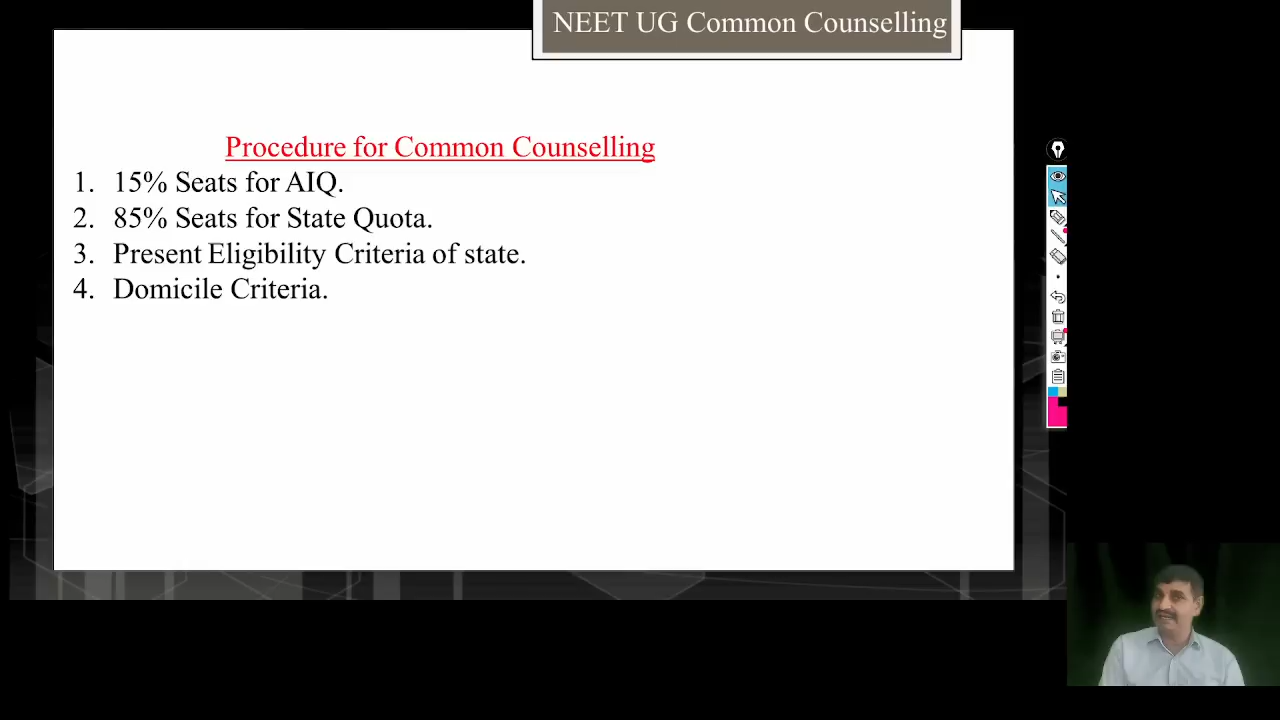 NEET UG Common Counselling
Procedure for Common Counselling
1. 15% Seats for AIQ.
2. 85% Seats for State Quota.
3. Present Eligibility Criteria of state.
4. Domicile Criteria.